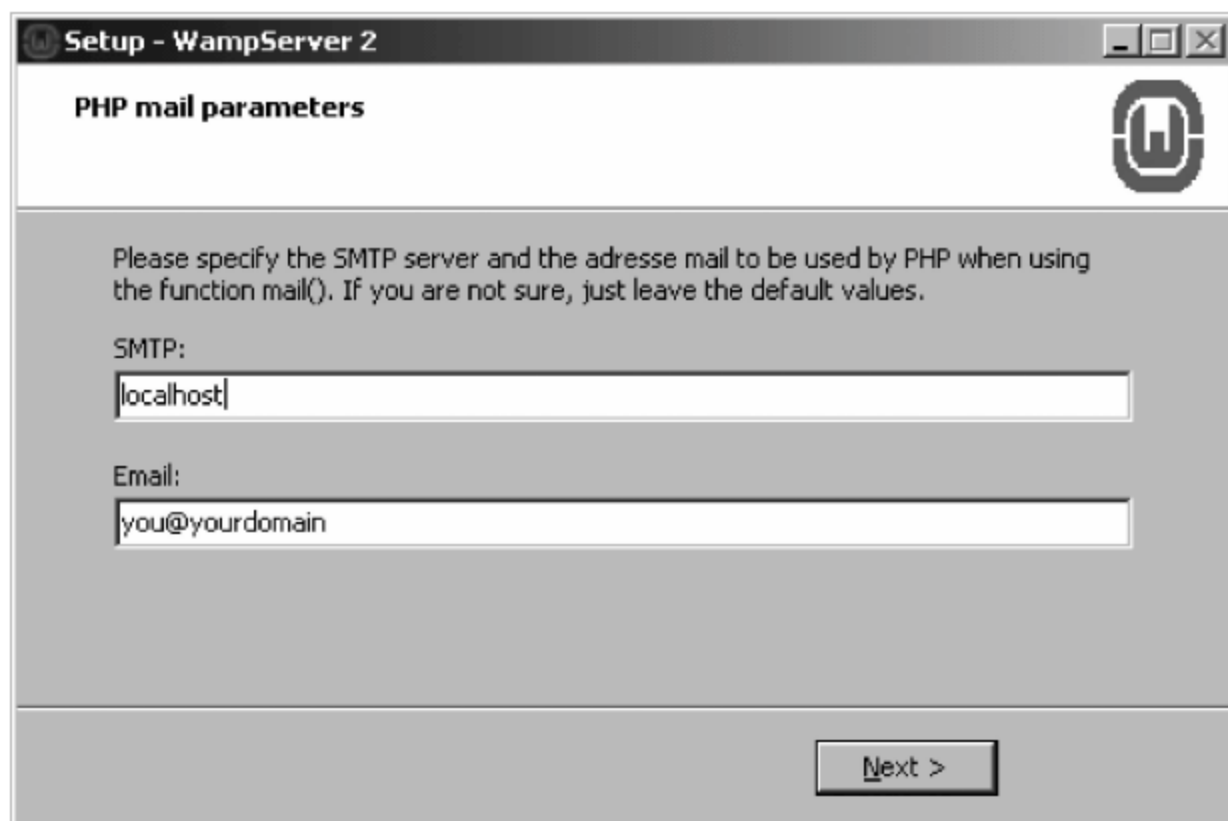 Setup - WampServer 2
PHP mail parameters
Please specify the SMTP server and the adresse mail to be used by PHP when using
the function mail(). If you are not sure, just leave the default values.
SMTP:
localhost
Email:
you@yourdomain
Next >